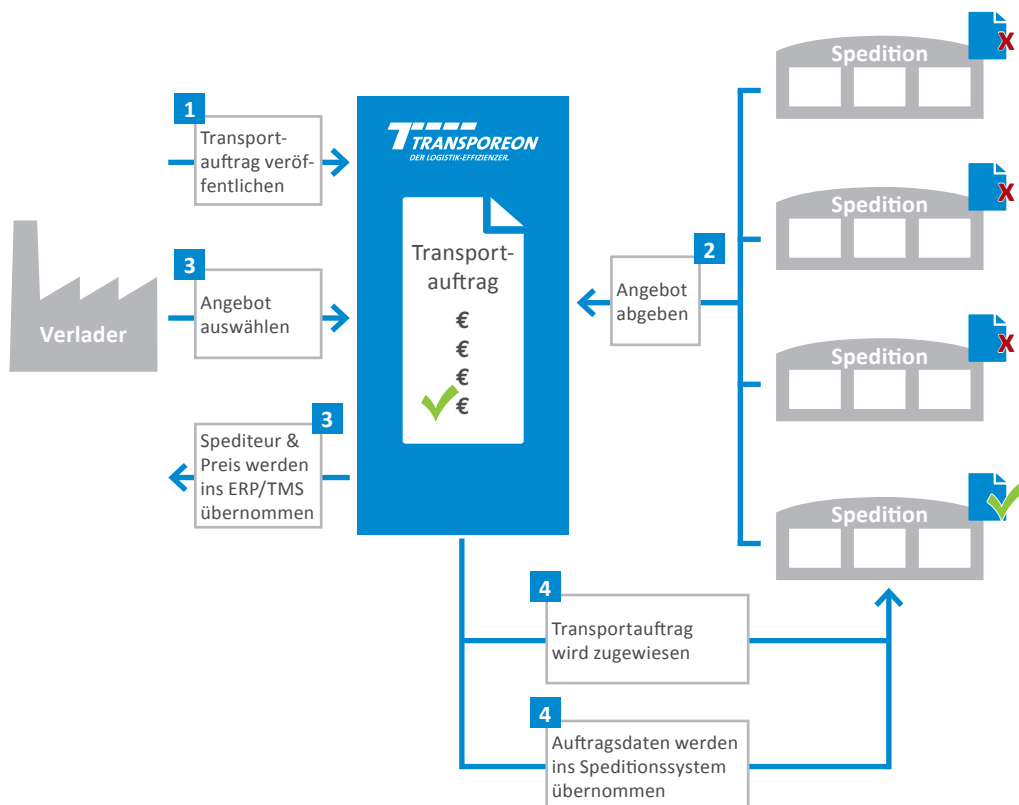 1
Transport-
auftrag veröf-
fentlichen
3
Angebot
auswählen
Verlader
3
Spediteur &
Preis werden
ins ERP/TMS
übernommen
TRANSPOREON
DER LOGISTIK-EFFIZIENZER.
Transport-
auftrag
€
€
€
€
2
Angebot
abgeben
Spedition
X
Spedition
X
Spedition
X
Spedition
4
Transportauftrag
wird zugewiesen
4
Auftragsdaten werden
ins Speditionssystem
übernommen